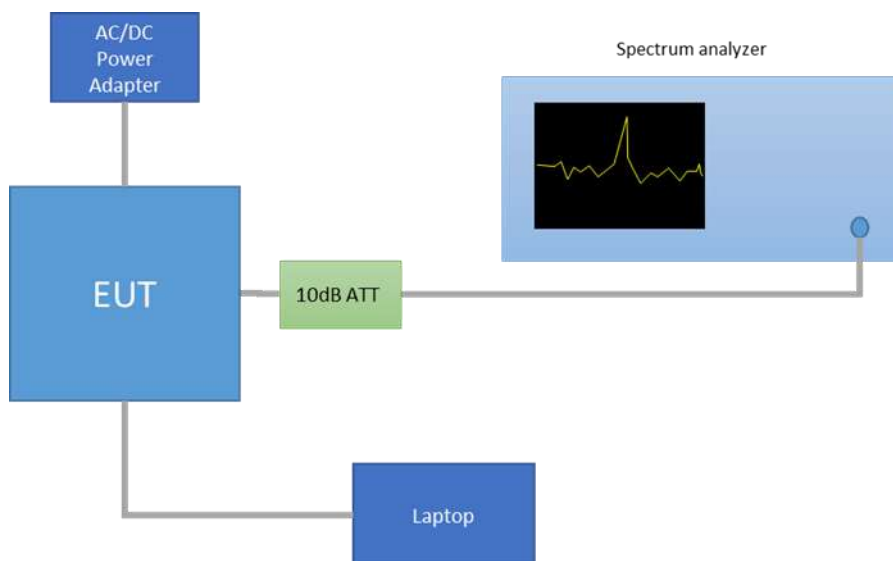 AC/DC
Power
Adapter
Spectrum analyzer
EUT
10dB ATT
Laptop